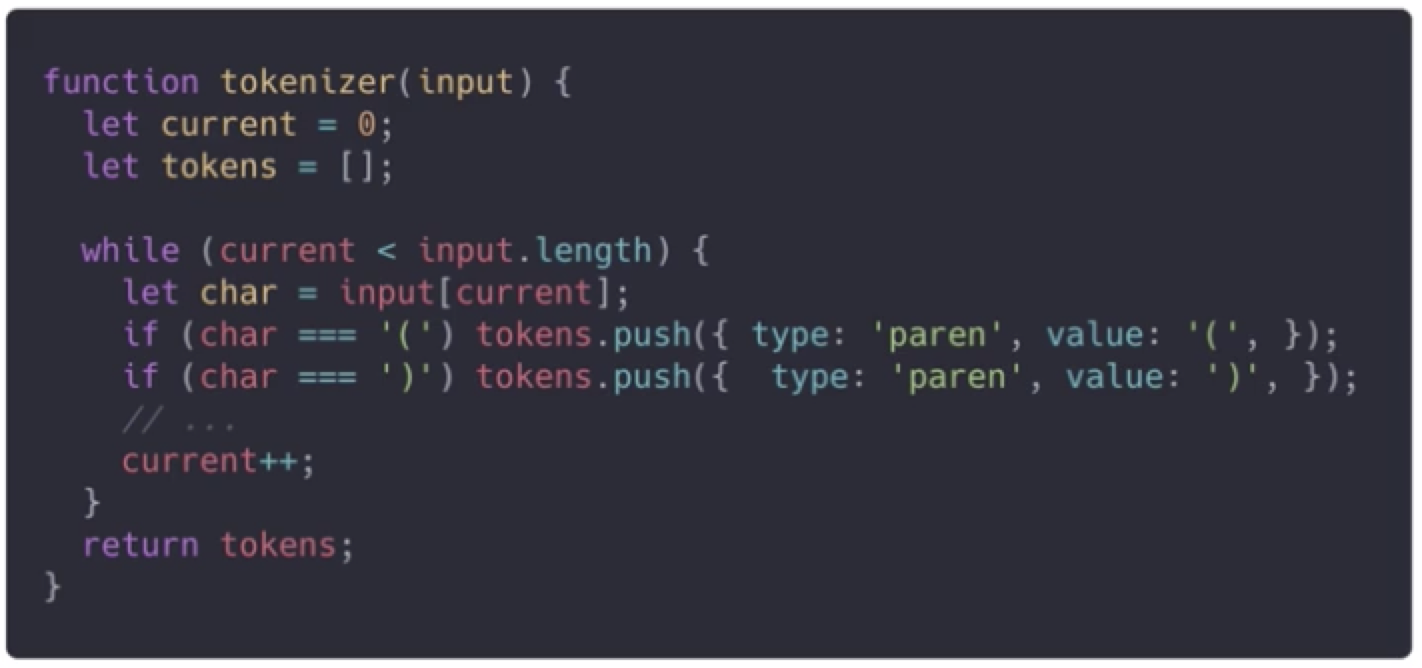 function tokenizer(input) {
  let current = 0;
  let tokens = [];

  while (current < input.length) {
    let char = input[current];
    if (char === '(') tokens.push({ type: 'paren', value: '(', });
    if (char === ')') tokens.push({  type: 'paren', value: ')', });
    // ...
    current++;
  }
  return tokens;
}